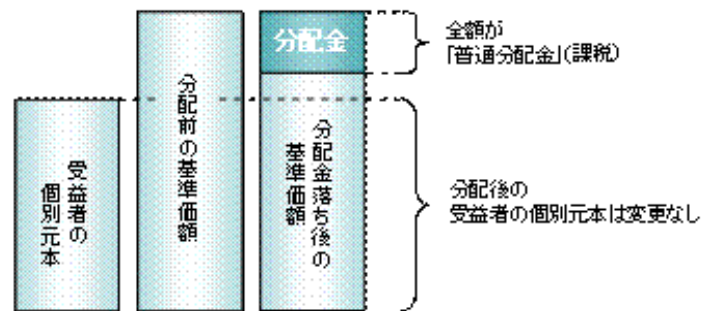 受益者の
個別元本
分配前の基準価額
分配金
分配金落ち後の
基準価額
全額が
「普通分配金」(課税)
分配後の
受益者の個別元本は変更なし